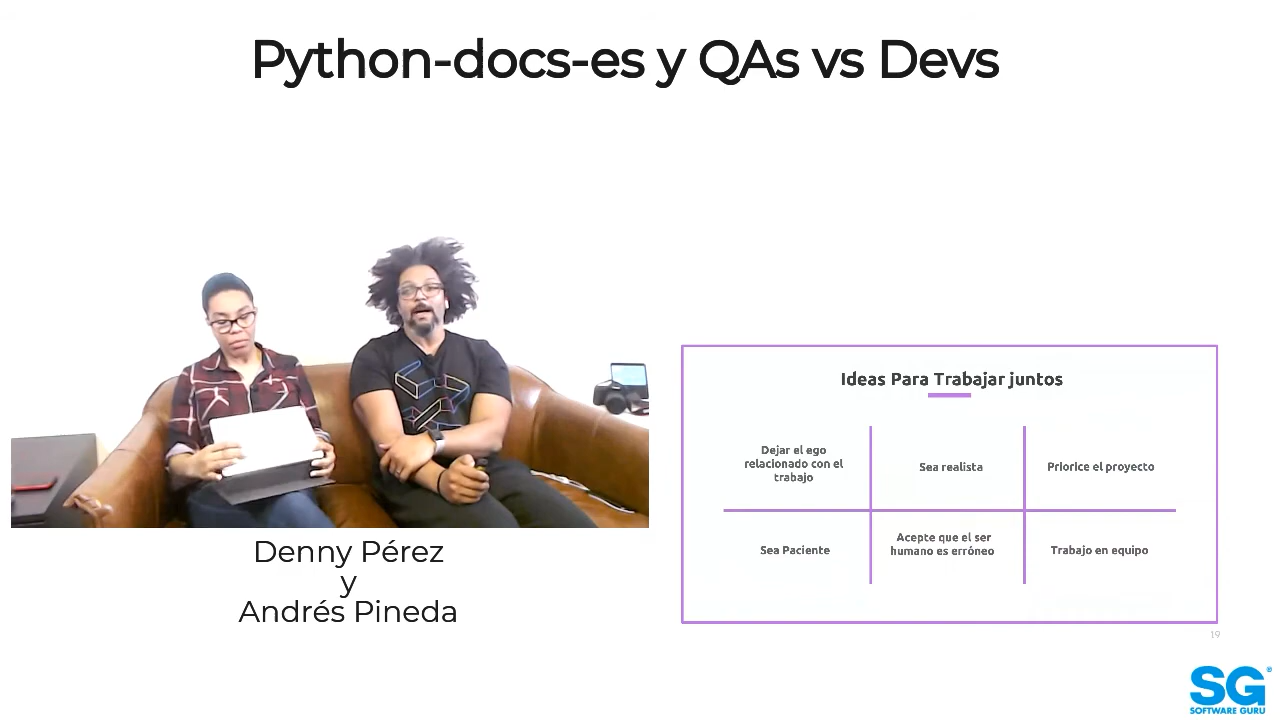 Python-docs-es y QAs vs Devs
Denny Pérez
y
Andrés Pineda
Ideas Para Trabajar juntos
Dejar el ego
relacionado con el
trabajo
Sea realista
Priorice el proyecto
Sea Paciente
Acepte que el ser
humano es erróneo
Trabajo en equipo
19
SG®
SOFTWARE GURU